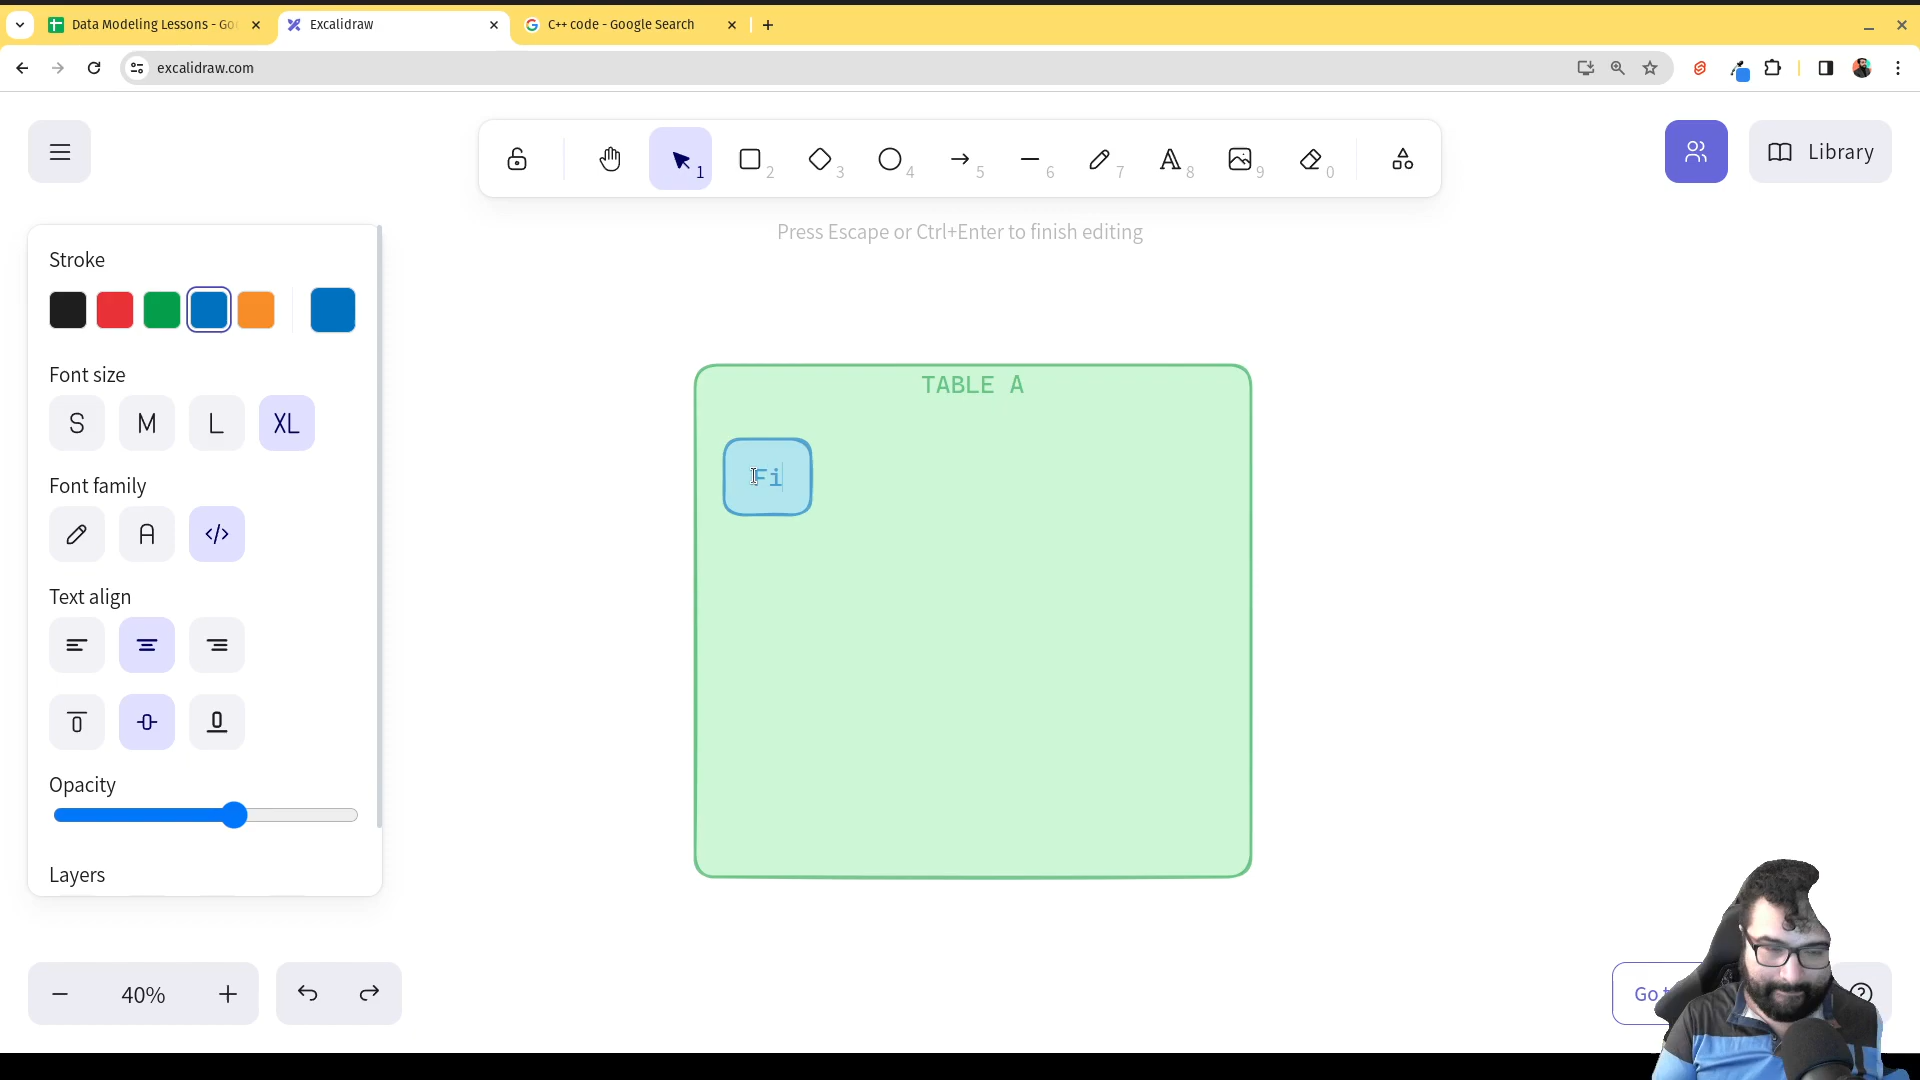 Data Modeling Lessons - Go
Excalidraw
C++ code - Google Search
excalidraw.com
1
2
3
4
5
6
7
8
9
0
Library
Press Escape or Ctrl+Enter to finish editing
Stroke
Font size
S M L XL
Font family
A </>
Text align
Opacity
Layers
TABLE A
Fi
40%
Go